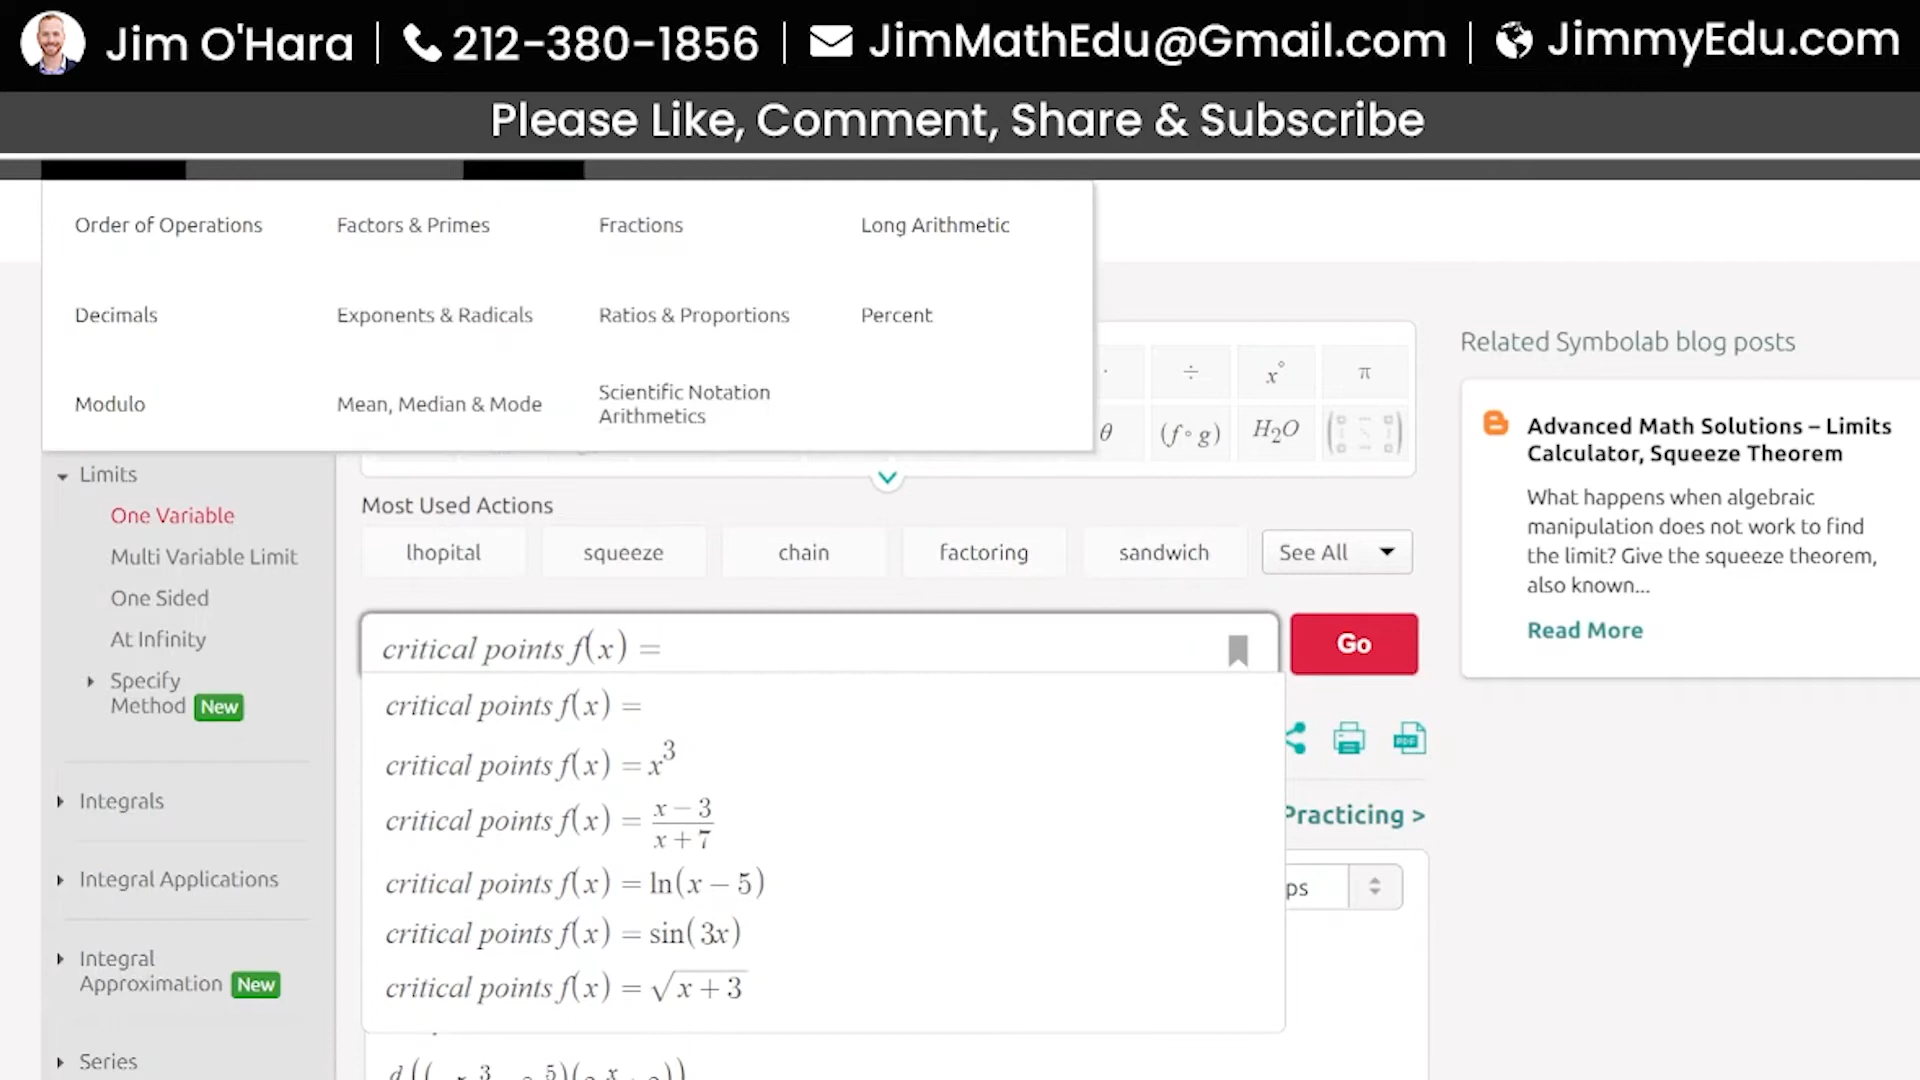 Jim O'Hara | 212-380-1856 | JimMathEdu@Gmail.com | JimmyEdu.com
Please Like, Comment, Share & Subscribe
Order of Operations Factors & Primes Fractions Long Arithmetic
Decimals Exponents & Radicals Ratios & Proportions Percent
Modulo Mean, Median & Mode Scientific Notation
Arithmetics
÷ x° π
θ (f∘g) H₂O
Limits
One Variable
Multi Variable Limit
One Sided
At Infinity
Specify
Method New
Integrals
Integral Applications
Integral
Approximation New
Series
Most Used Actions
lhopital squeeze chain factoring sandwich See All
critical points f(x) =
Go
critical points f(x) =
critical points f(x) = x³
critical points f(x) = (x − 3)/(x + 7)
critical points f(x) = ln(x − 5)
critical points f(x) = sin(3x)
critical points f(x) = √(x + 3)
PDF
Practicing >
ps
Related Symbolab blog posts
Advanced Math Solutions – Limits
Calculator, Squeeze Theorem
What happens when algebraic
manipulation does not work to find
the limit? Give the squeeze theorem,
also known...
Read More